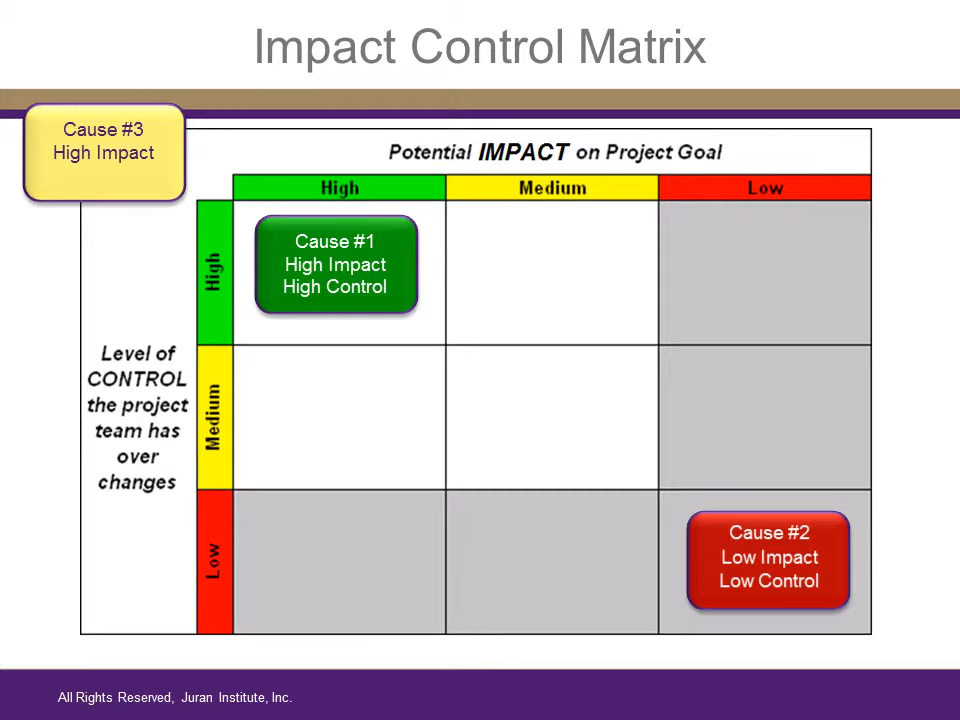 Impact Control Matrix
Cause #3
High Impact
Potential IMPACT on Project Goal
High
Medium
Low
High
Cause #1
High Impact
High Control
Level of
CONTROL
the project
team has
over
changes
Medium
Low
Cause #2
Low Impact
Low Control
All Rights Reserved, Juran Institute, Inc.